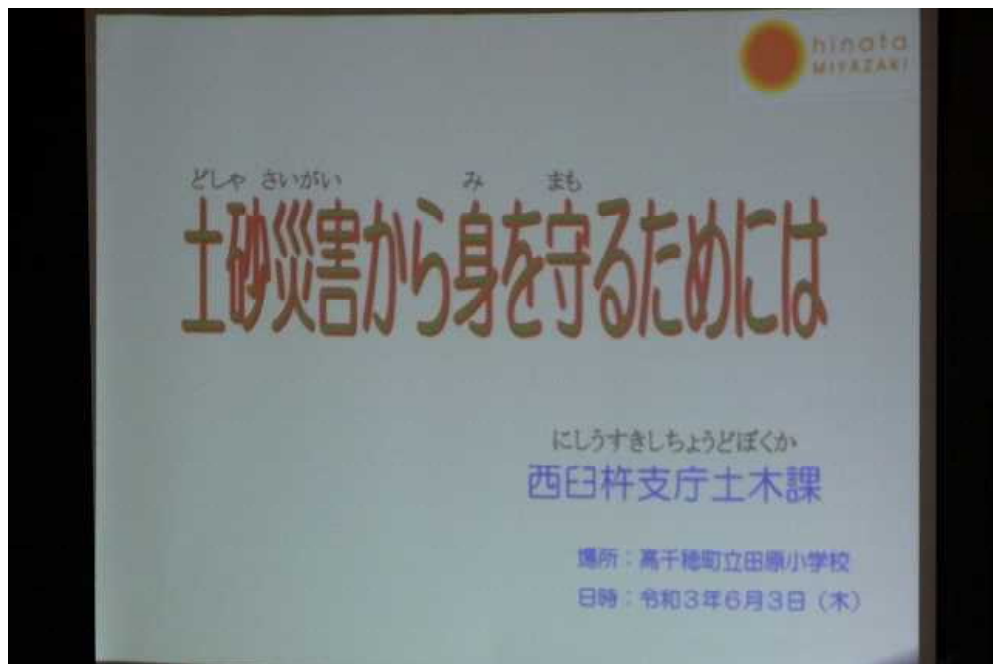 hinata
MIYAZAKI
どしゃ さいがい み まも
土砂災害から身を守るためには
にしうすきしちょうどぼくか
西臼杵支庁土木課
場所：高千穂町立田原小学校
日時：令和3年6月3日（木）